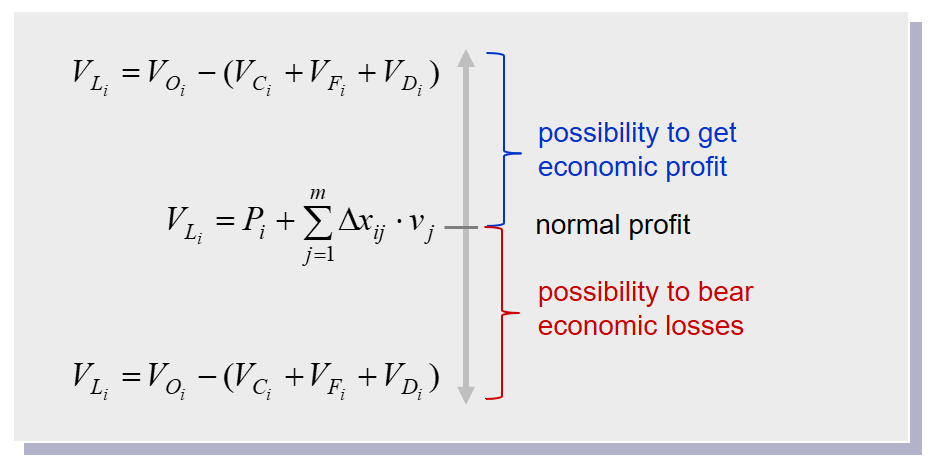 V_{L_i} = V_{O_i} − (V_{C_i} + V_{F_i} + V_{D_i})
possibility to get
economic profit
V_{L_i} = P_i + \sum_{j=1}^{m} Δx_{ij} · v_j
normal profit
possibility to bear
economic losses
V_{L_i} = V_{O_i} − (V_{C_i} + V_{F_i} + V_{D_i})